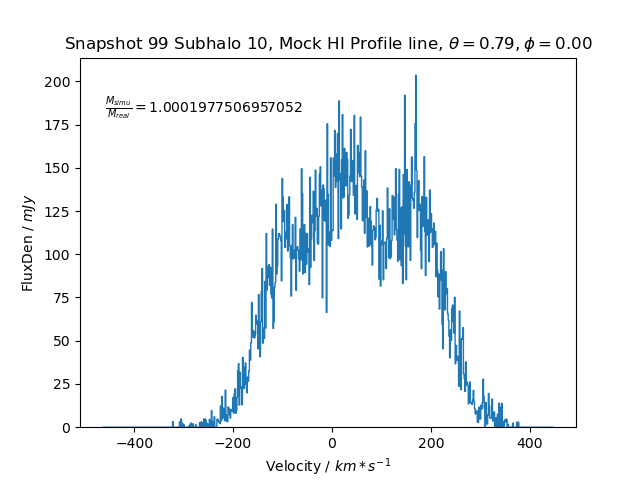 Snapshot 99 Subhalo 10, Mock HI Profile line, θ = 0.79, ϕ = 0.00
M_simu/M_real = 1.0001977506957052
FluxDen / mJy
200
175
150
125
100
75
50
25
0
−400 −200 0 200 400
Velocity / km * s^−1